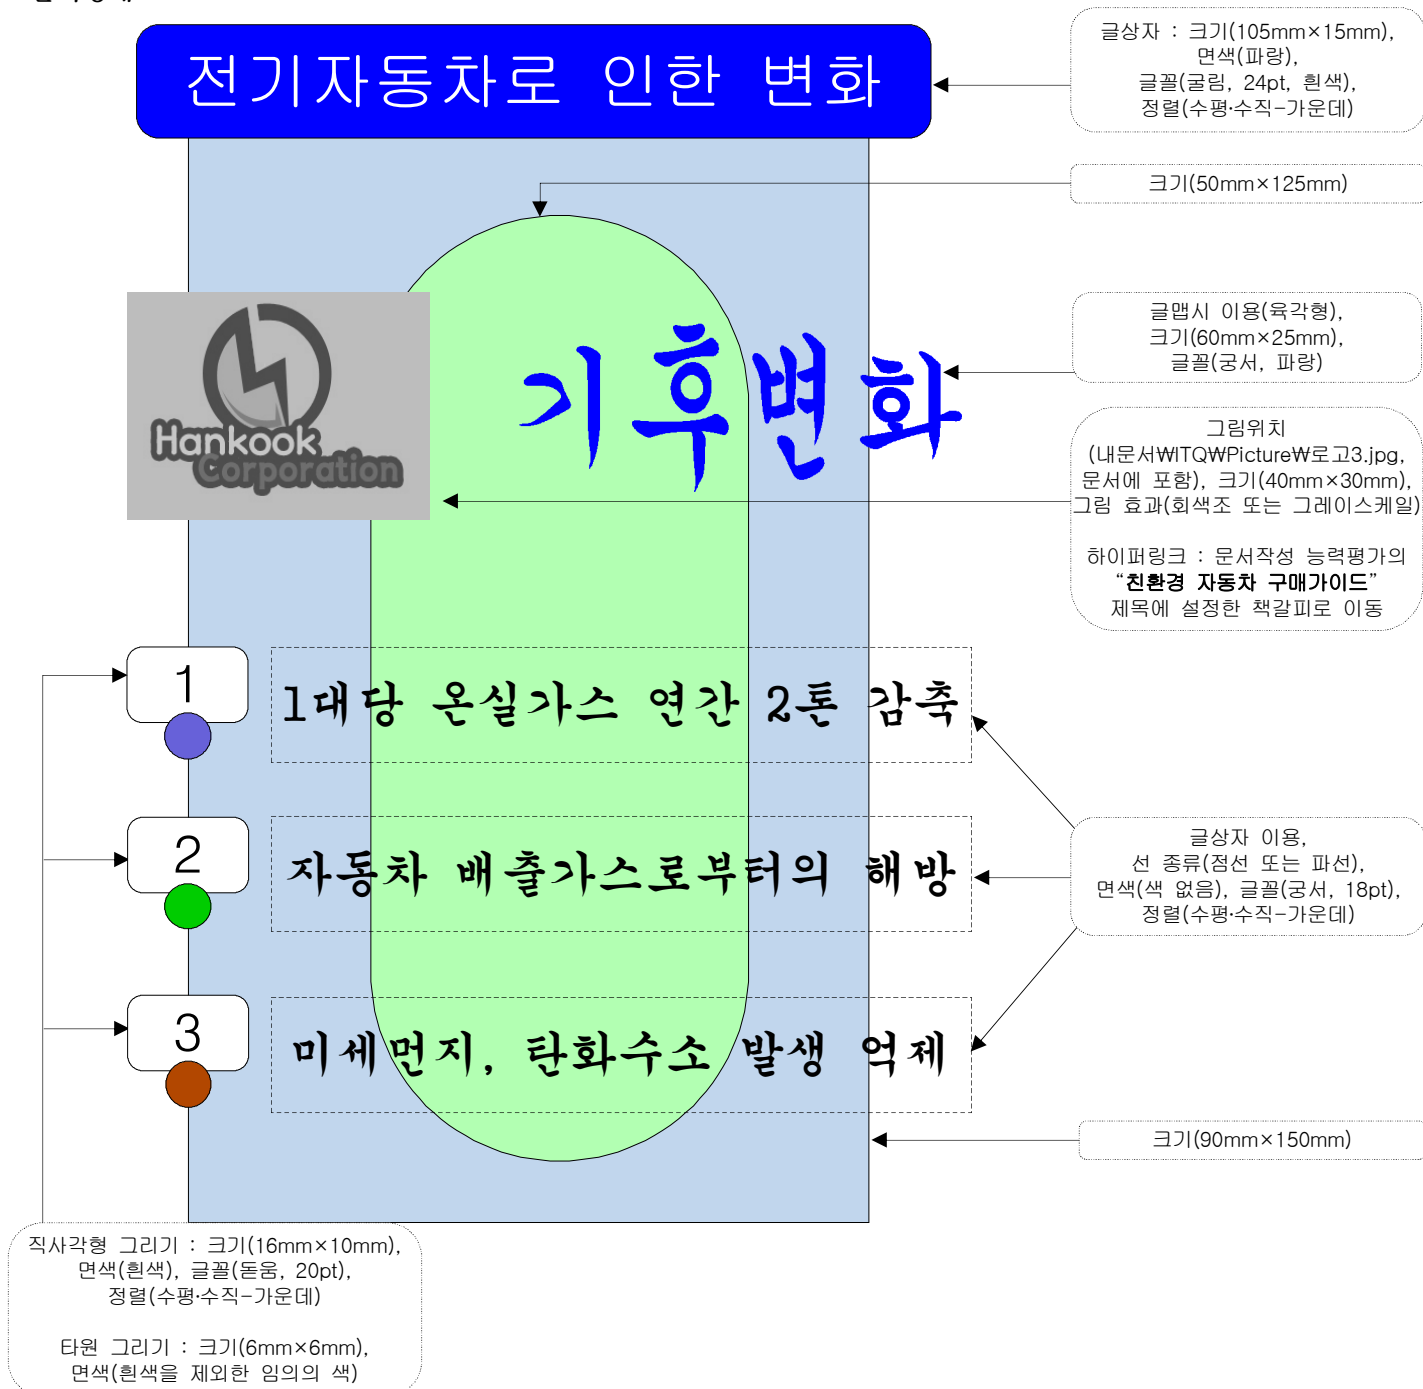 전기자동차로 인한 변화
글상자 : 크기(105mm×15mm),
면색(파랑),
글꼴(굴림, 24pt, 흰색),
정렬(수평·수직-가운데)
크기(50mm×125mm)
글맵시 이용(육각형),
크기(60mm×25mm),
글꼴(궁서, 파랑)
기후변화
Hankook
Corporation
그림위치
(내문서₩ITQ₩Picture₩로고3.jpg,
문서에 포함), 크기(40mm×30mm),
그림 효과(회색조 또는 그레이스케일)
하이퍼링크 : 문서작성 능력평가의
“친환경 자동차 구매가이드”
제목에 설정한 책갈피로 이동
1
1대당 온실가스 연간 2톤 감축
2
자동차 배출가스로부터의 해방
글상자 이용,
선 종류(점선 또는 파선),
면색(색 없음), 글꼴(궁서, 18pt),
정렬(수평·수직-가운데)
3
미세먼지, 탄화수소 발생 억제
크기(90mm×150mm)
직사각형 그리기 : 크기(16mm×10mm),
면색(흰색), 글꼴(돋움, 20pt),
정렬(수평·수직-가운데)
타원 그리기 : 크기(6mm×6mm),
면색(흰색을 제외한 임의의 색)